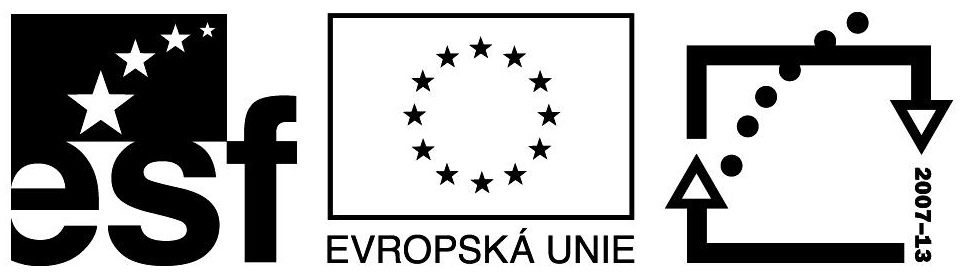 esf
EVROPSKÁ UNIE
2007-13